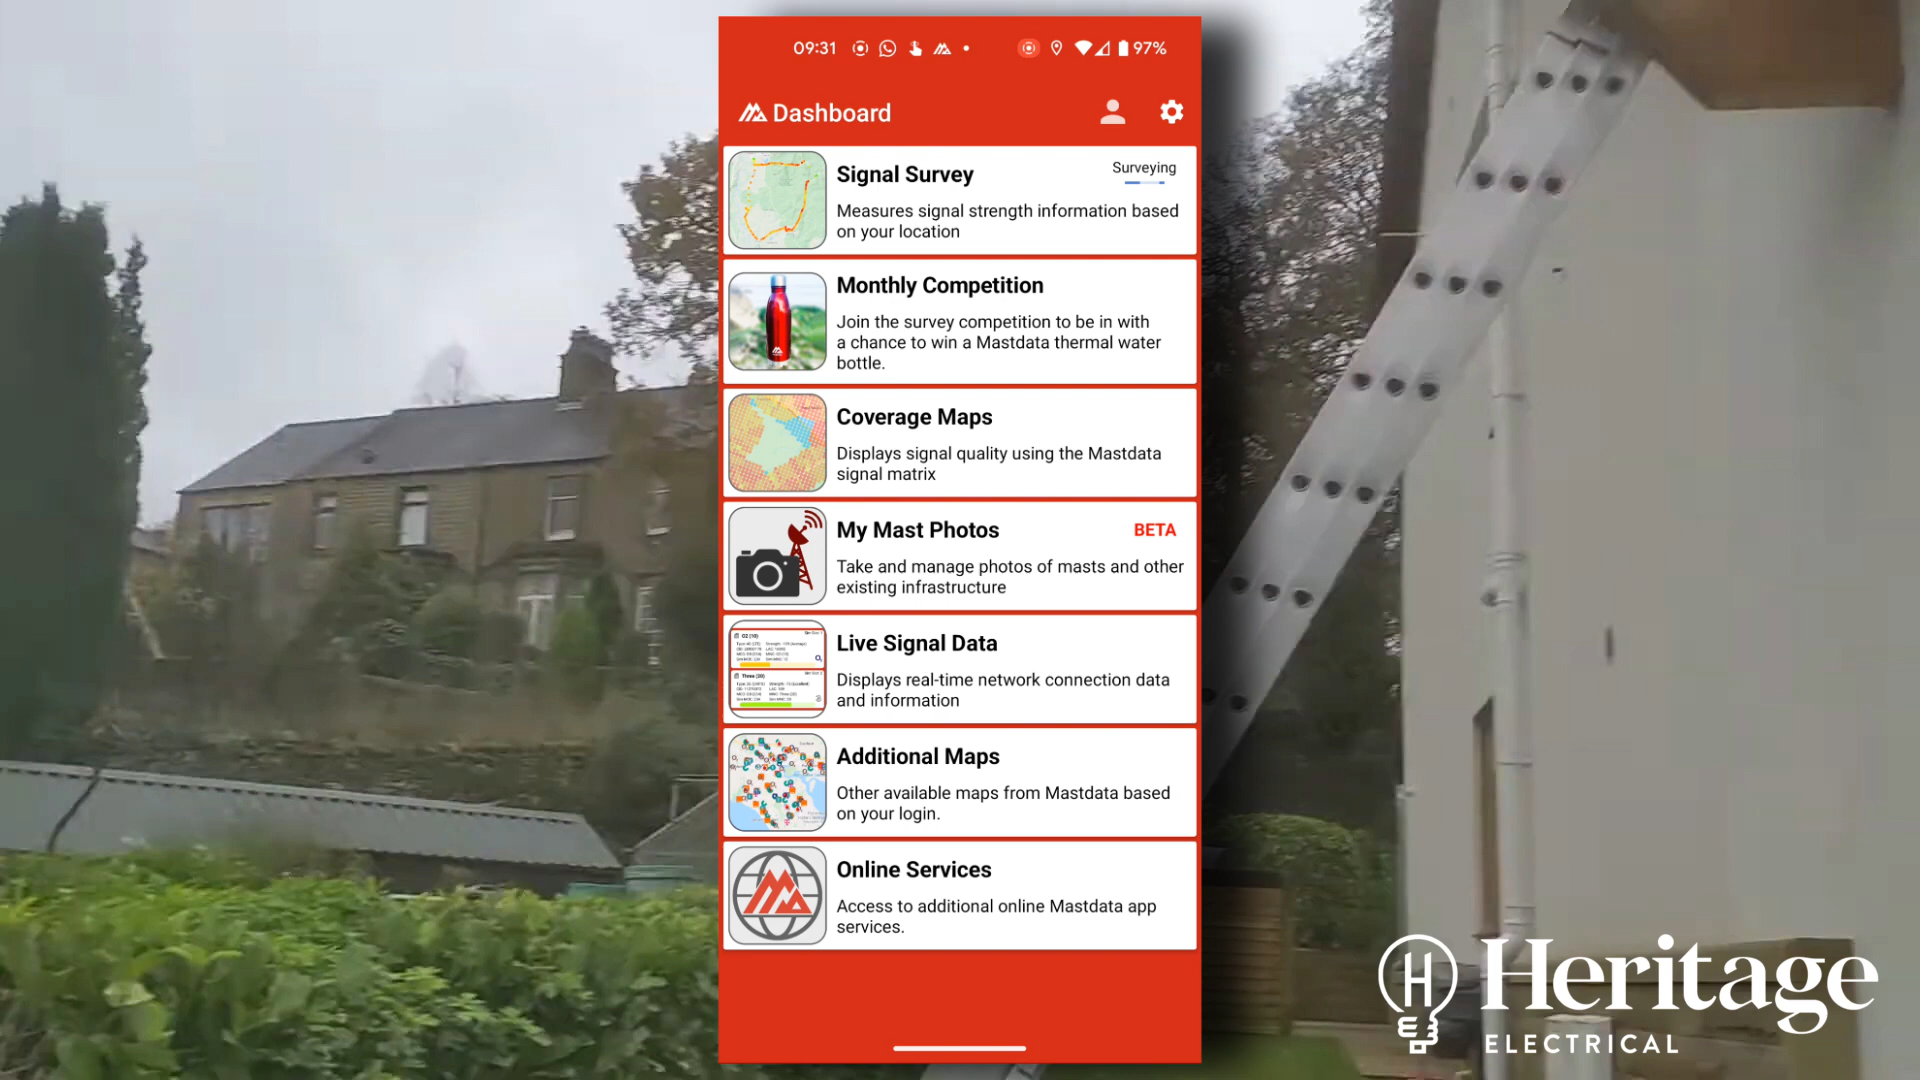 09:31
97%
Dashboard
Signal Survey
Surveying
Measures signal strength information based
on your location
Monthly Competition
Join the survey competition to be in with
a chance to win a Mastdata thermal water
bottle.
Coverage Maps
Displays signal quality using the Mastdata
signal matrix
My Mast Photos
BETA
Take and manage photos of masts and other
existing infrastructure
Live Signal Data
Displays real-time network connection data
and information
Additional Maps
Other available maps from Mastdata based
on your login.
Online Services
Access to additional online Mastdata app
services.
Heritage
ELECTRICAL